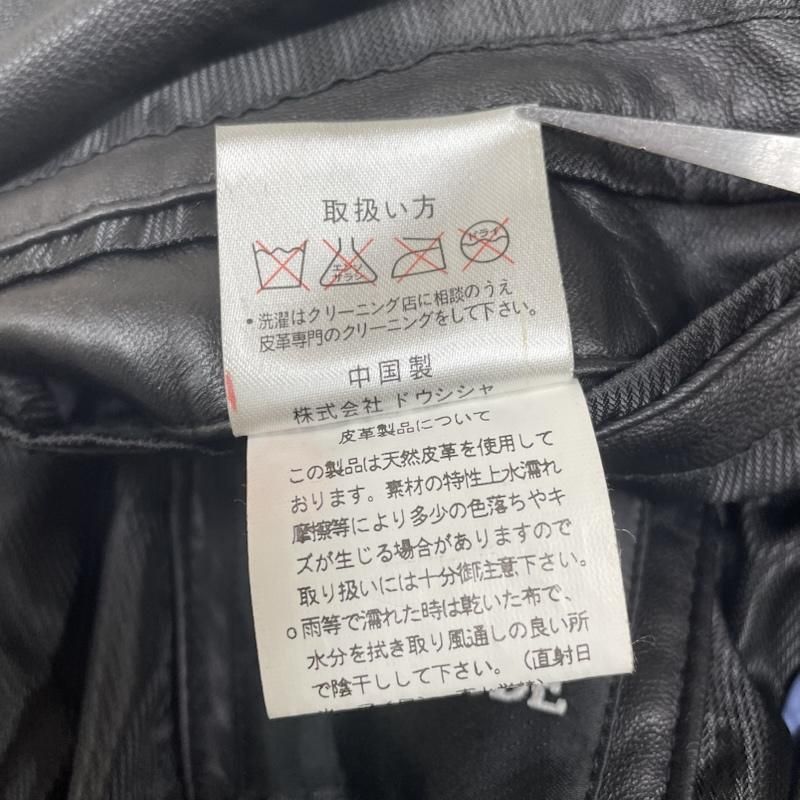 取扱い方
エンソ
サラシ
ドライ
・洗濯はクリーニング店に相談のうえ
皮革専門のクリーニングをして下さい。
中国製
株式会社 ドウシシャ
皮革製品について
この製品は天然皮革を使用して
おります。素材の特性上水濡れ
摩擦等により多少の色落ちやキ
ズが生じる場合がありますので
取り扱いには十分御注意下さい。
○雨等で濡れた時は乾いた布で、
水分を拭き取り風通しの良い所
で陰干しして下さい。（直射日